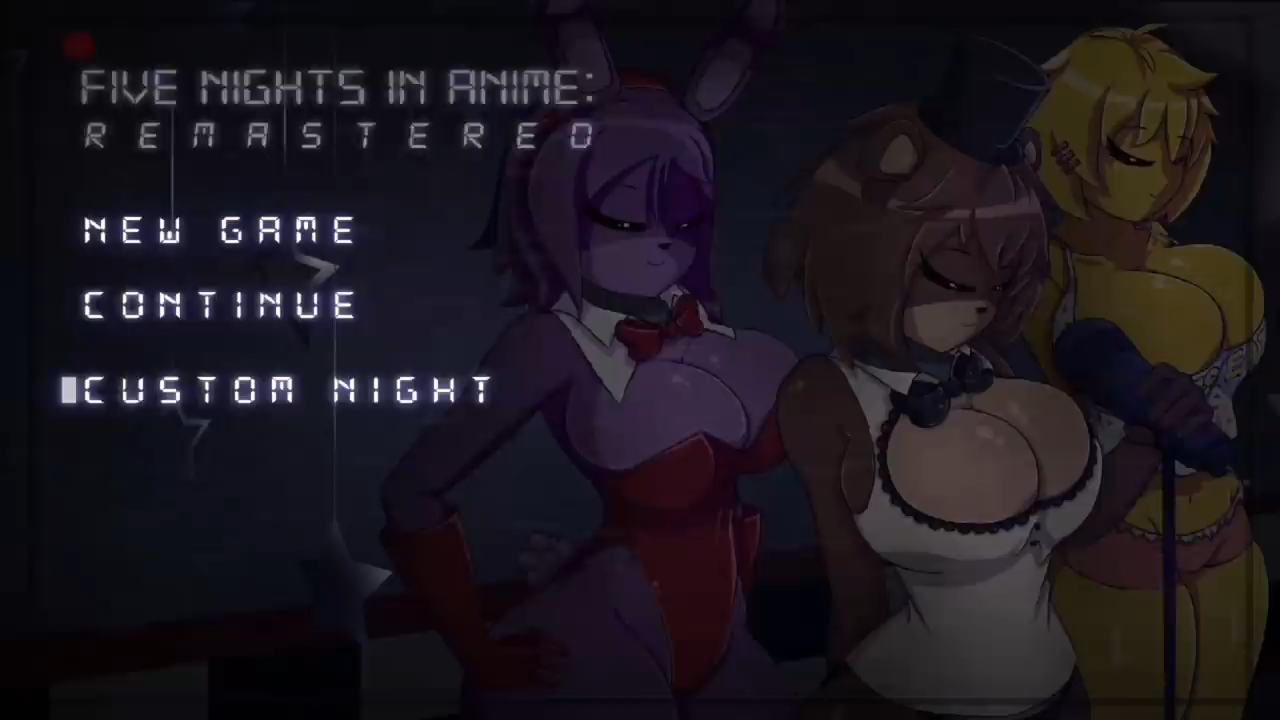 FIVE NIGHTS IN ANIME:
REMASTERED
NEW GAME
CONTINUE
CUSTOM NIGHT